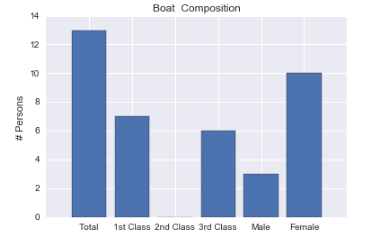 Boat Composition
14
12
10
8
6
4
2
0
# Persons
Total 1st Class 2nd Class 3rd Class Male Female